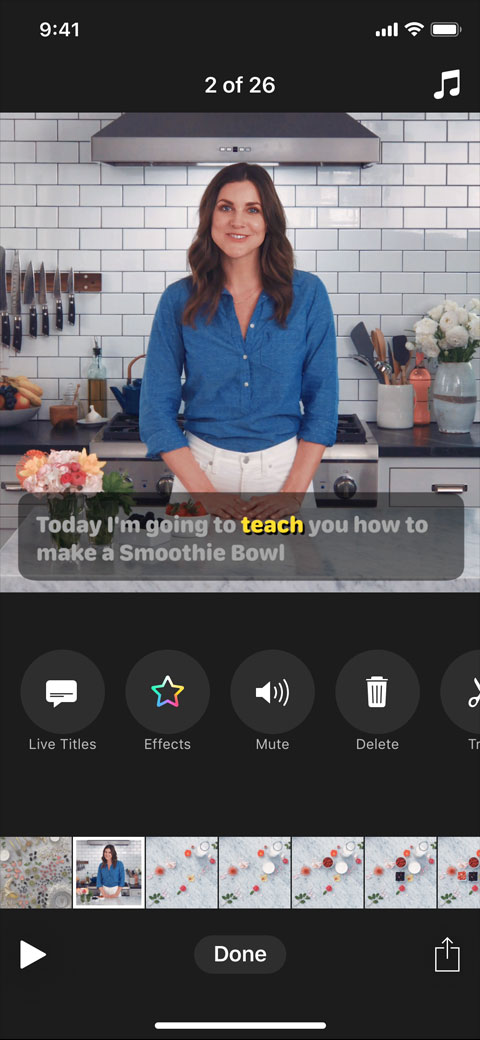 9:41
2 of 26
Today I'm going to teach you how to
make a Smoothie Bowl
Live Titles
Effects
Mute
Delete
Tr
Done